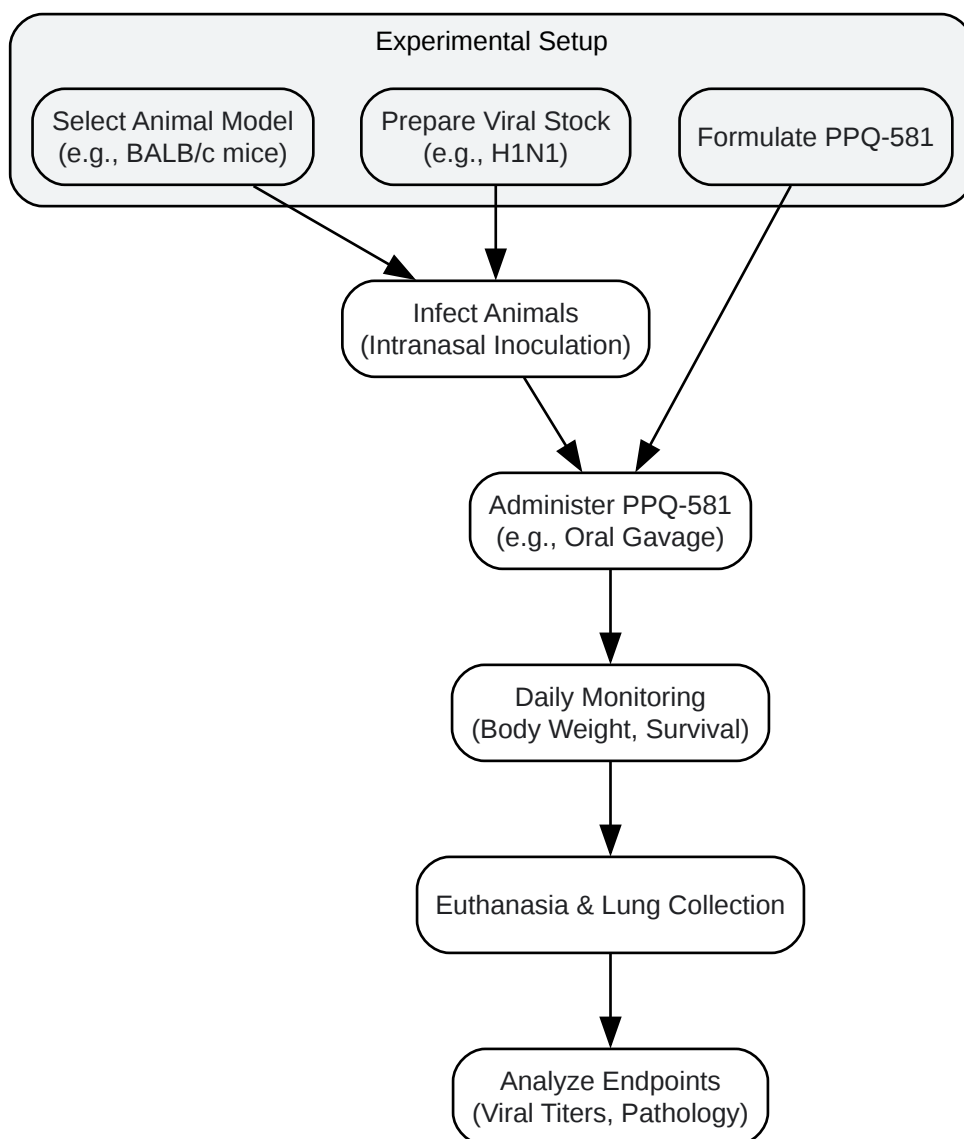 Experimental Setup
Select Animal Model
(e.g., BALB/c mice)
Prepare Viral Stock
(e.g., H1N1)
Formulate PPQ-581
Infect Animals
(Intranasal Inoculation)
Administer PPQ-581
(e.g., Oral Gavage)
Daily Monitoring
(Body Weight, Survival)
Euthanasia & Lung Collection
Analyze Endpoints
(Viral Titers, Pathology)